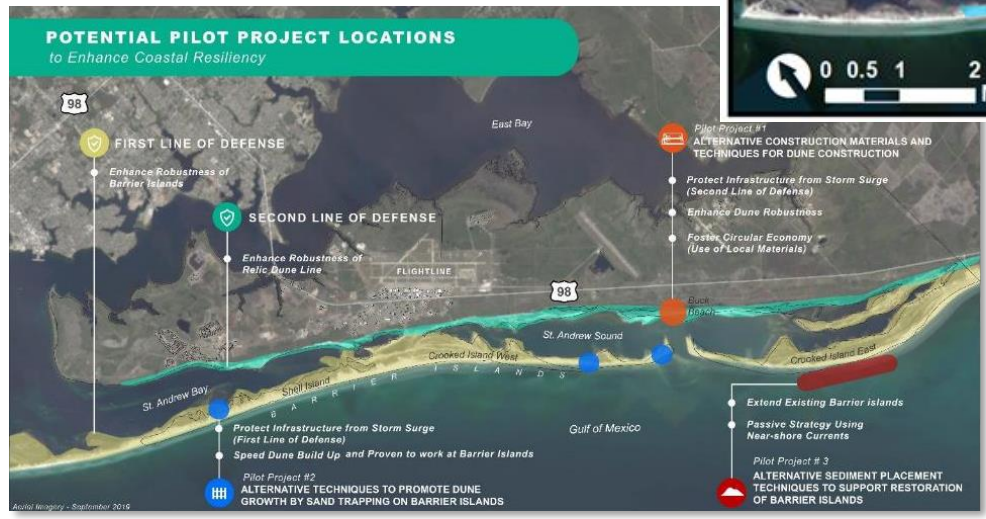 POTENTIAL PILOT PROJECT LOCATIONS
to Enhance Coastal Resiliency
0 0.5 1 2
98
FIRST LINE OF DEFENSE
Enhance Robustness of
Barrier Islands
SECOND LINE OF DEFENSE
Enhance Robustness of
Relic Dune Line
East Bay
Pilot Project #1
ALTERNATIVE CONSTRUCTION MATERIALS AND
TECHNIQUES FOR DUNE CONSTRUCTION
Protect Infrastructure from Storm Surge
(Second Line of Defense)
Enhance Dune Robustness
Foster Circular Economy
(Use of Local Materials)
FLIGHTLINE
98
Buck
Beach
St. Andrew Sound
Crooked Island West
Crooked Island East
St. Andrew Bay
Shell Island
BARRIER ISLANDS
Gulf of Mexico
Protect Infrastructure from Storm Surge
(First Line of Defense)
Speed Dune Build Up and Proven to work at Barrier Islands
Pilot Project #2
ALTERNATIVE TECHNIQUES TO PROMOTE DUNE
GROWTH BY SAND TRAPPING ON BARRIER ISLANDS
Extend Existing Barrier islands
Passive Strategy Using
Near-shore Currents
Pilot Project # 3
ALTERNATIVE SEDIMENT PLACEMENT
TECHNIQUES TO SUPPORT RESTORATION
OF BARRIER ISLANDS
Aerial Imagery - September 2019